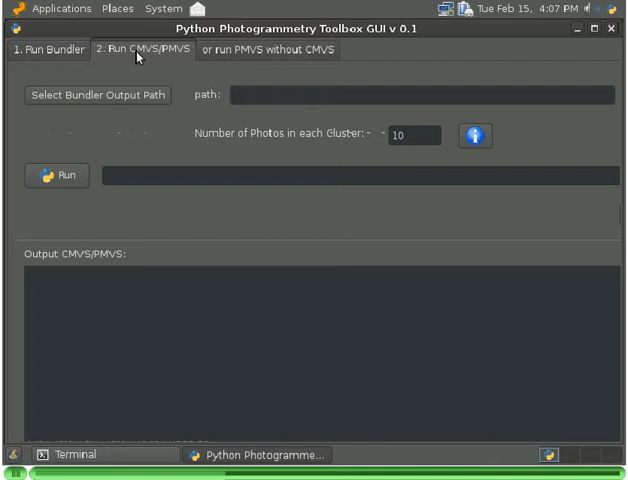 Applications Places System Tue Feb 15, 4:07 PM
Python Photogrammetry Toolbox GUI v 0.1
1. Run Bundler 2. Run CMVS/PMVS or run PMVS without CMVS
Select Bundler Output Path path:
Number of Photos in each Cluster: 10
Run
Output CMVS/PMVS:
Terminal Python Photogramme...